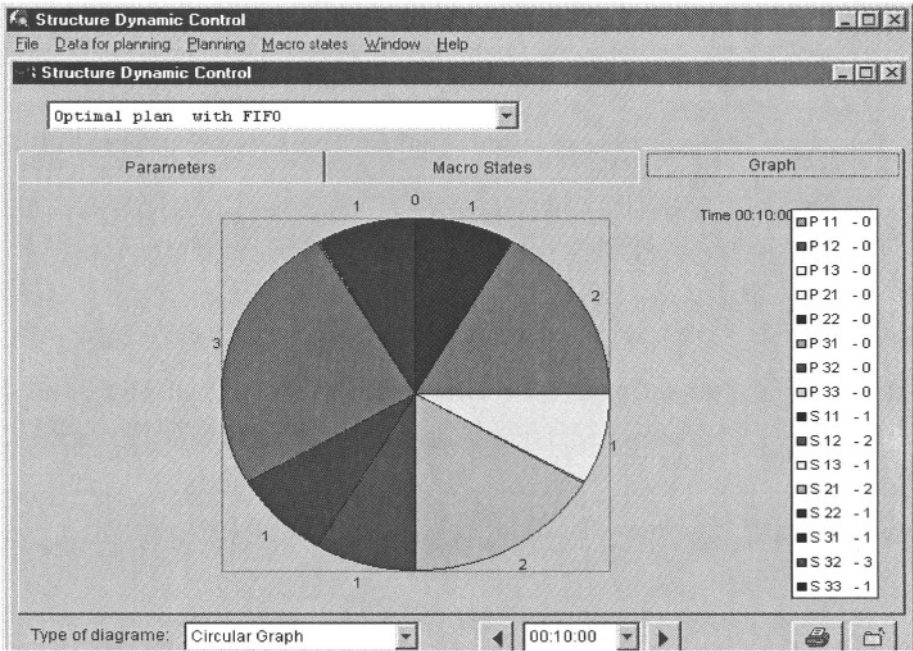 Structure Dynamic Control
File Data for planning Planning Macro states Window Help
Structure Dynamic Control
Optimal plan with FIFO
Parameters Macro States Graph
1 0 1
Time 00:10:00
2
3
1
1
2
1
P 11 - 0
P 12 - 0
P 13 - 0
P 21 - 0
P 22 - 0
P 31 - 0
P 32 - 0
P 33 - 0
S 11 - 1
S 12 - 2
S 13 - 1
S 21 - 2
S 22 - 1
S 31 - 1
S 32 - 3
S 33 - 1
Type of diagrame: Circular Graph 00:10:00